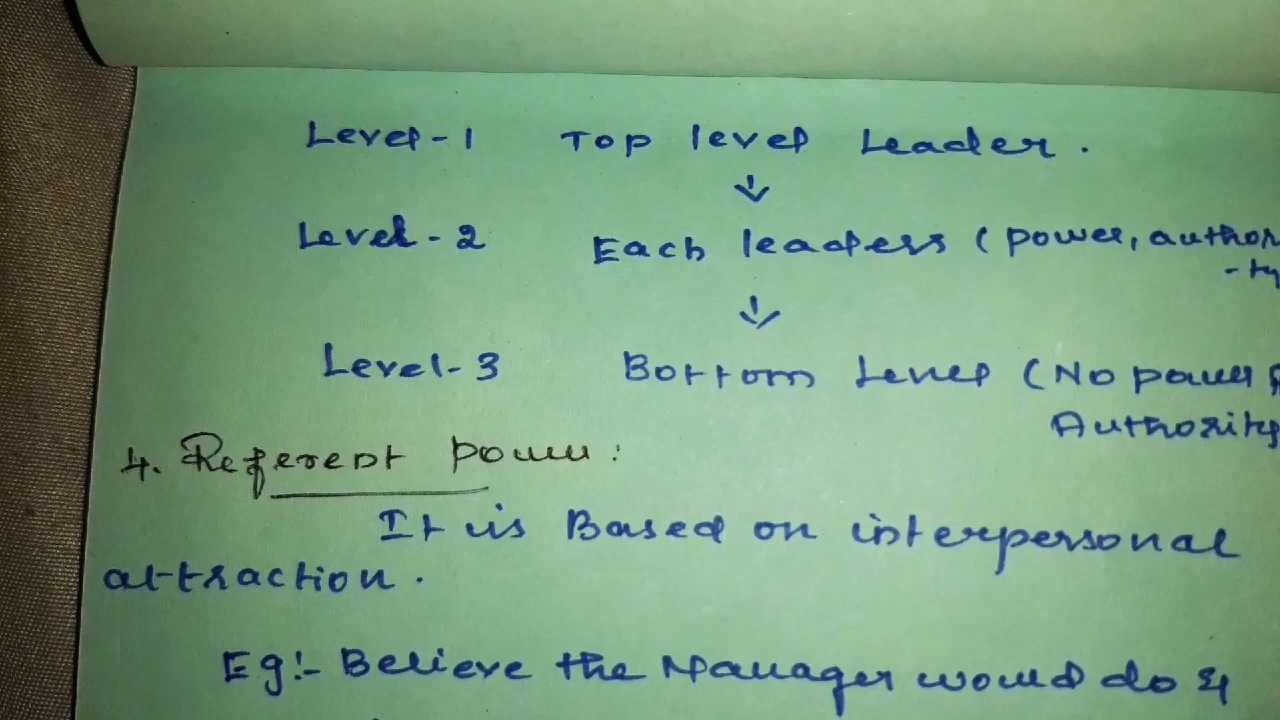 Level-1 Top level Leader.
↓
Level-2 Each leaders (power, author
-ty
↓
Level-3 Bottom Level (No power &
Authority
4. Referent power:
It is Based on interpersonal
attraction.
Eg:- Believe the Manager would do